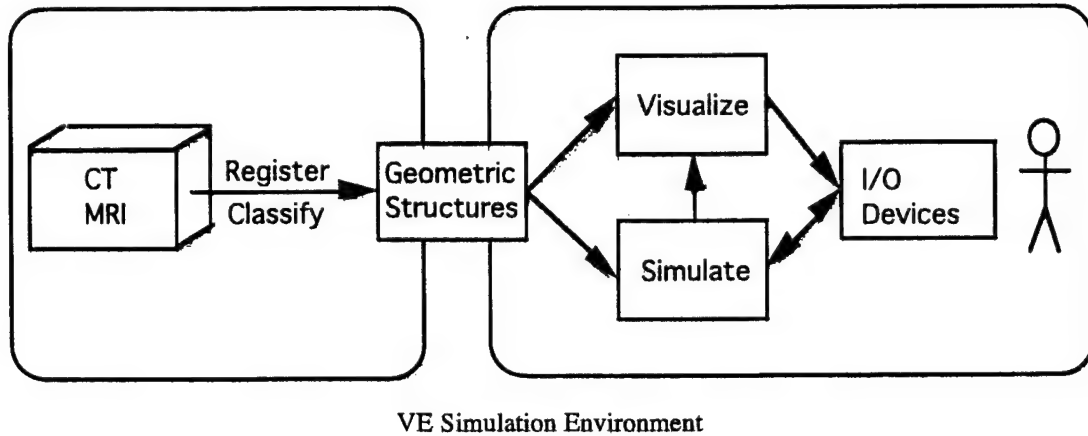 CT
MRI
Register
Classify
Geometric
Structures
Visualize
Simulate
I/O
Devices
VE Simulation Environment